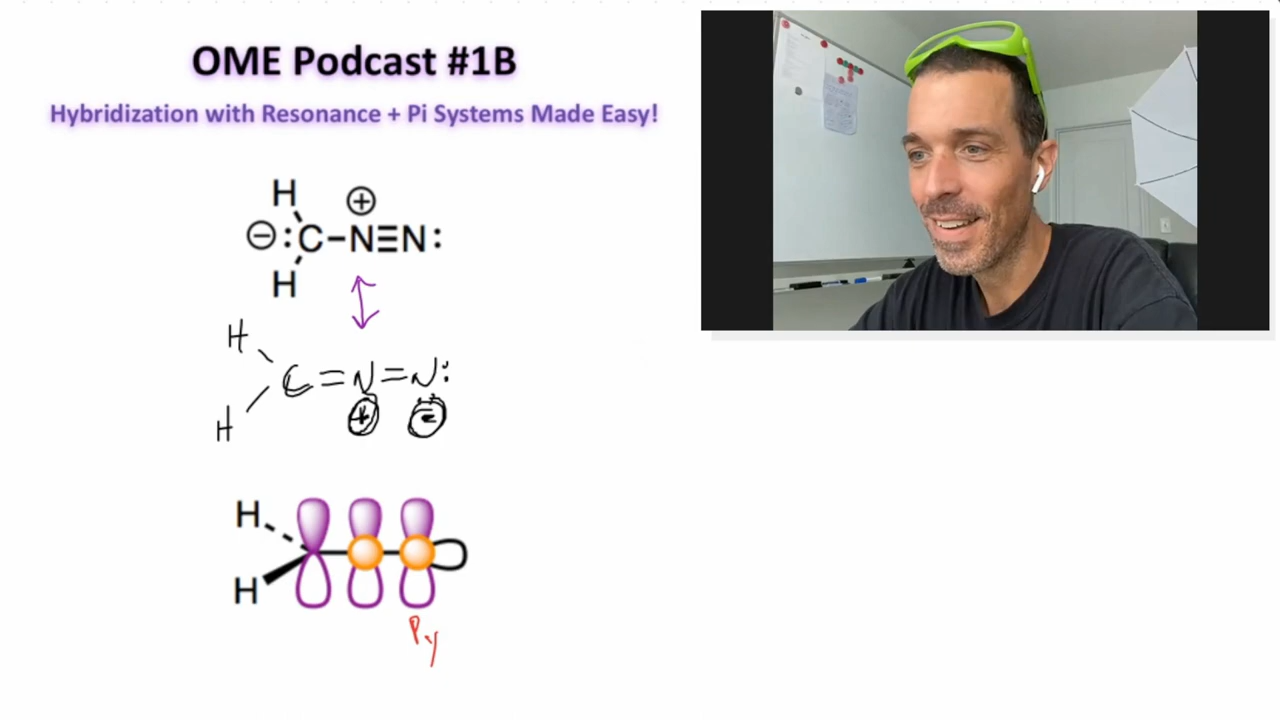 OME Podcast #1B
Hybridization with Resonance + Pi Systems Made Easy!
H
⊖:C–N≡N:
⊕
H
H
C=N=N:
⊕ ⊖
H
H
H
Py